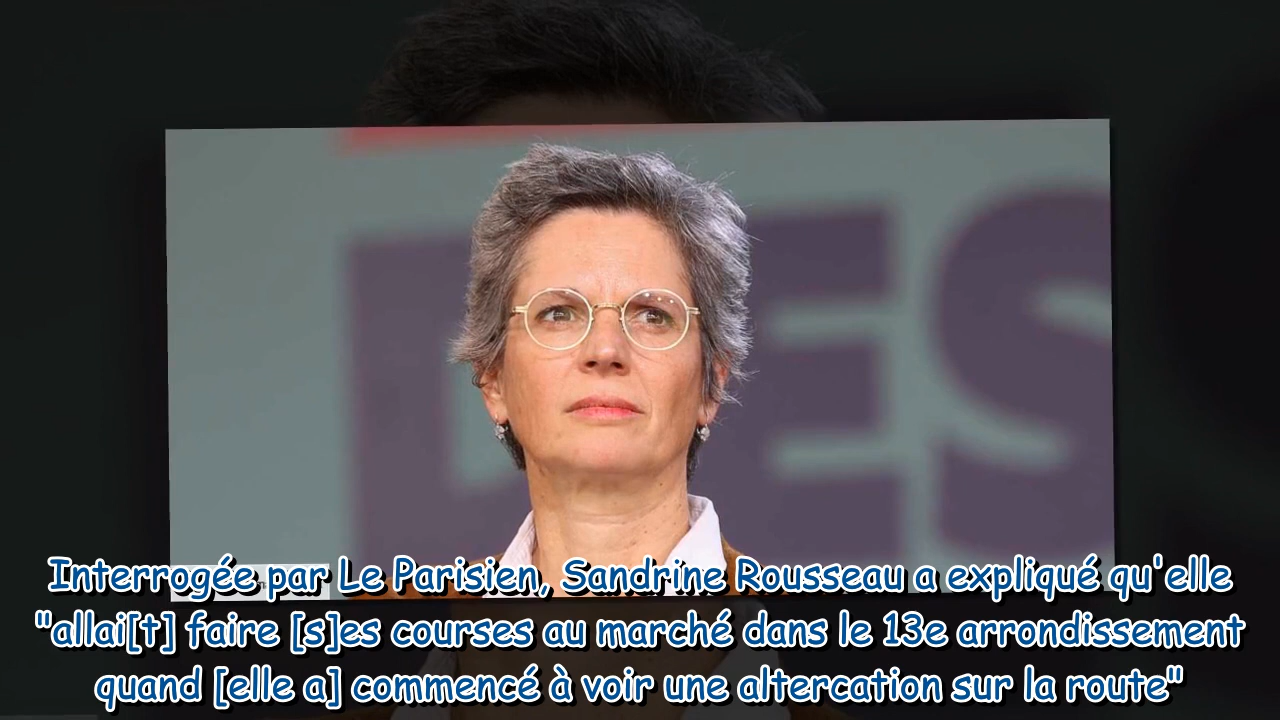 ES
Interrogée par Le Parisien, Sandrine Rousseau a expliqué qu'elle
"allai[t] faire [s]es courses au marché dans le 13e arrondissement
quand [elle a] commencé à voir une altercation sur la route"